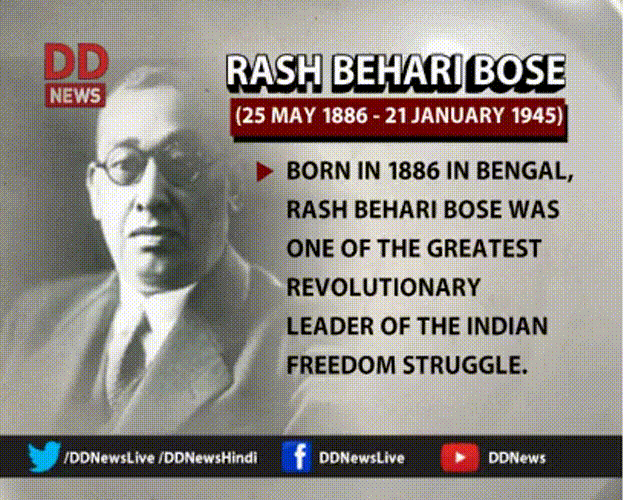 DD
NEWS
RASH BEHARI BOSE
(25 MAY 1886 - 21 JANUARY 1945)
BORN IN 1886 IN BENGAL,
RASH BEHARI BOSE WAS
ONE OF THE GREATEST
REVOLUTIONARY
LEADER OF THE INDIAN
FREEDOM STRUGGLE.
/DDNewsLive /DDNewsHindi DDNewsLive DDNews